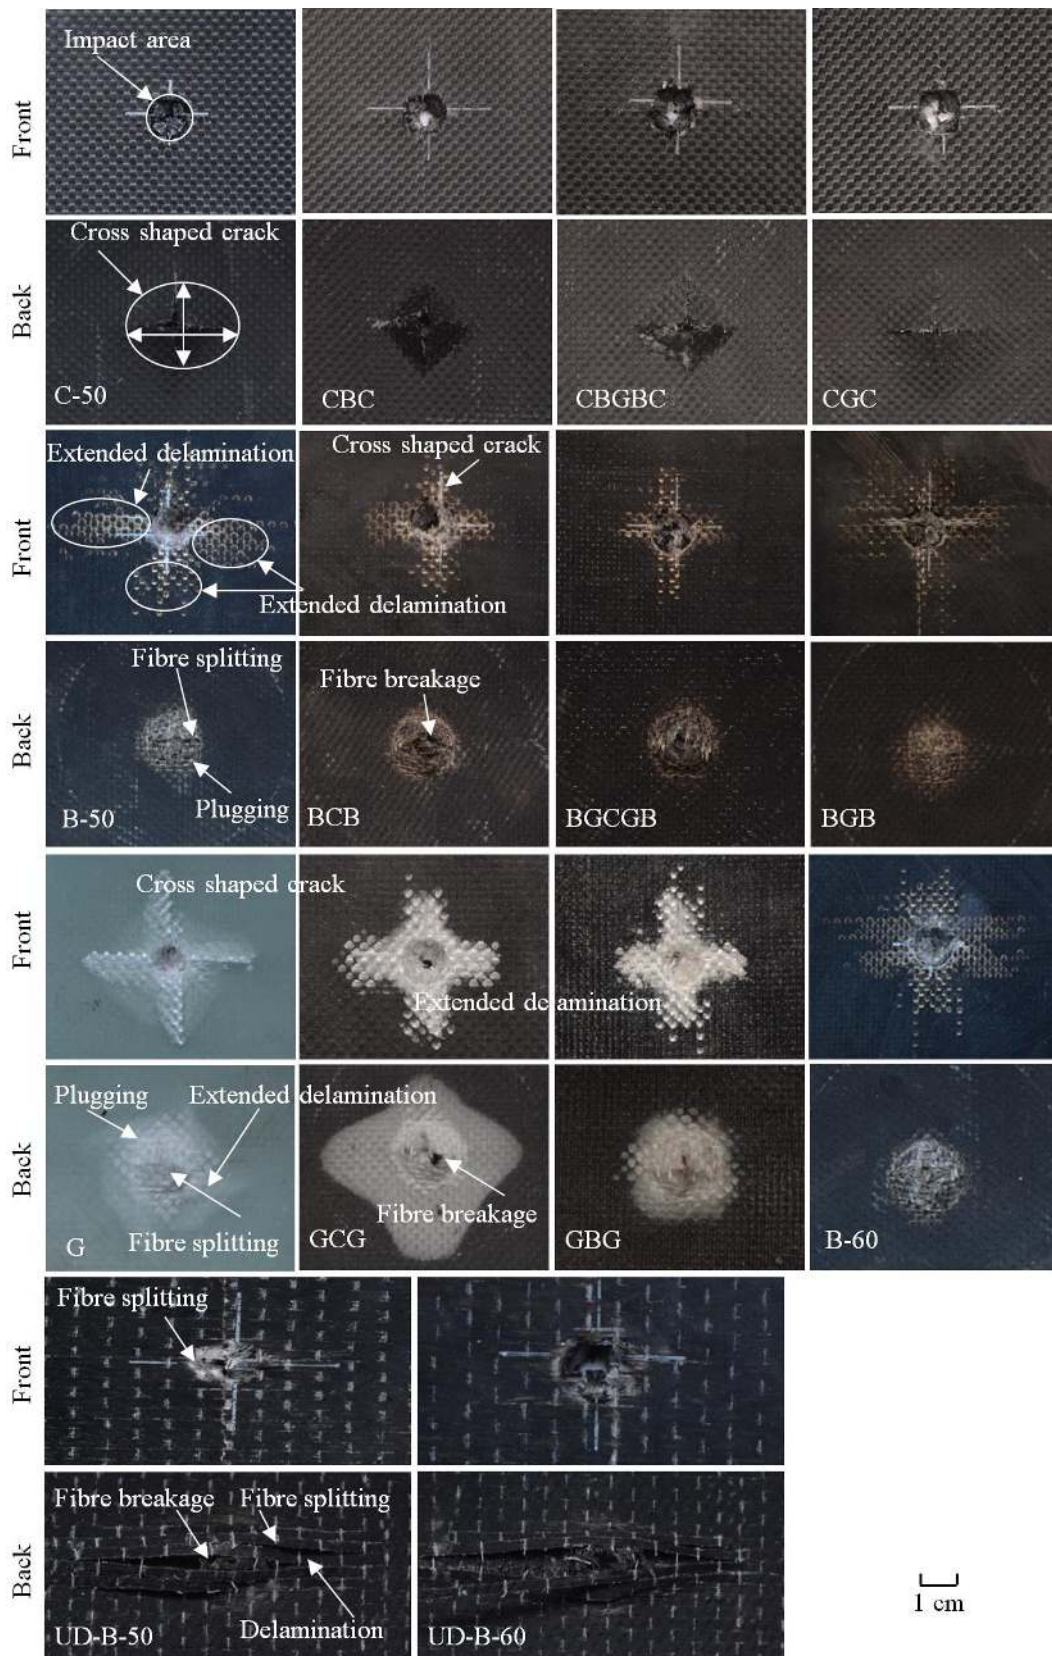 Impact area
Front
Cross shaped crack
Back
C-50
CBC
CBGBC
CGC
Extended delamination
Cross shaped crack
Front
Extended delamination
Fibre splitting
Fibre breakage
Back
Plugging
B-50
BCB
BGCGB
BGB
Cross shaped crack
Front
Extended delamination
Plugging
Extended delamination
Back
Fibre breakage
Fibre splitting
G
GCG
GBG
B-60
Fibre splitting
Front
Fibre breakage
Fibre splitting
Back
Delamination
UD-B-50
UD-B-60
1 cm